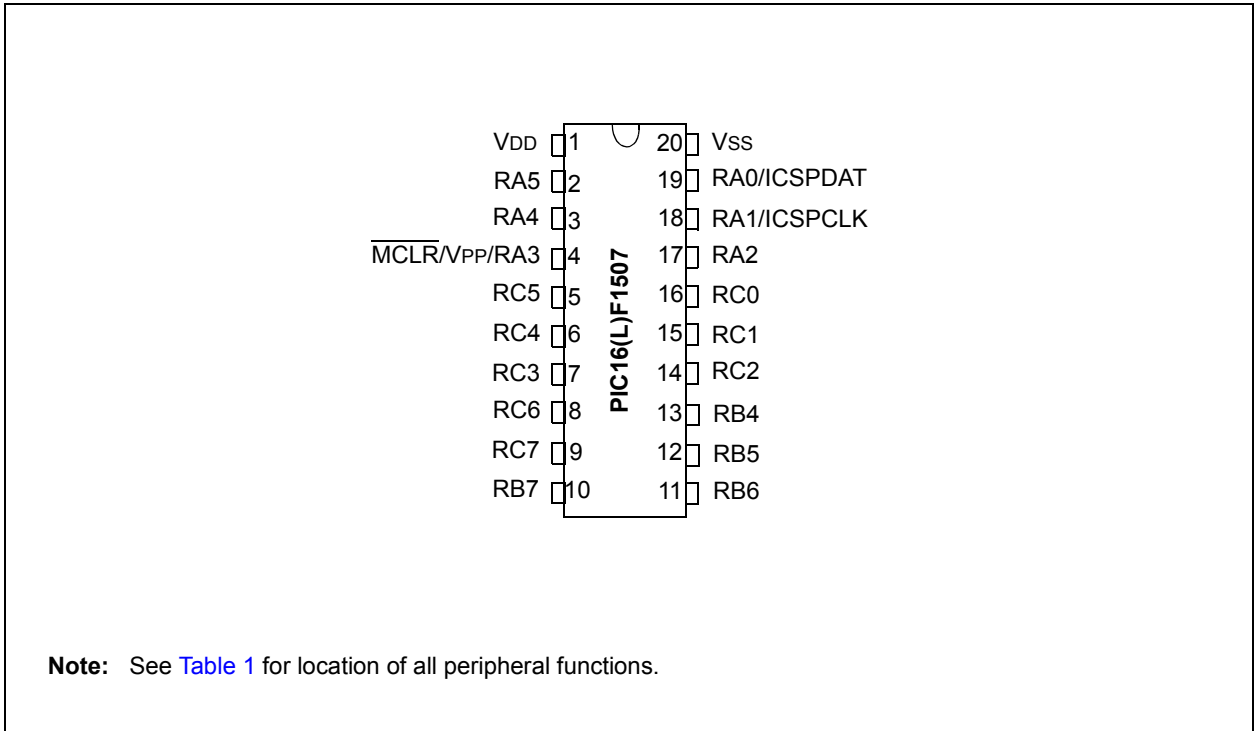 VDD 1 20 VSS
RA5 2 19 RA0/ICSPDAT
RA4 3 18 RA1/ICSPCLK
MCLR/VPP/RA3 4 17 RA2
RC5 5 16 RC0
RC4 6 15 RC1
RC3 7 14 RC2
RC6 8 13 RB4
RC7 9 12 RB5
RB7 10 11 RB6
PIC16(L)F1507
Note: See Table 1 for location of all peripheral functions.